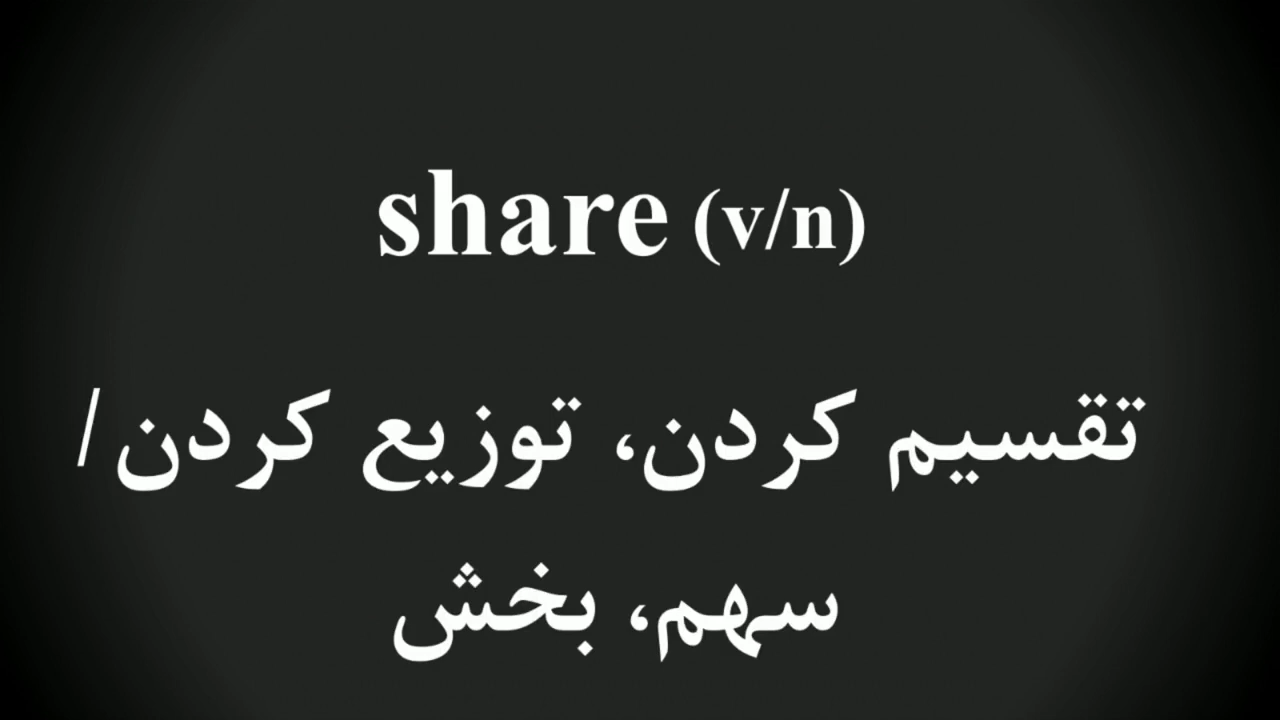 share (v/n)
تقسیم کردن، توزیع کردن /
سهم، بخش